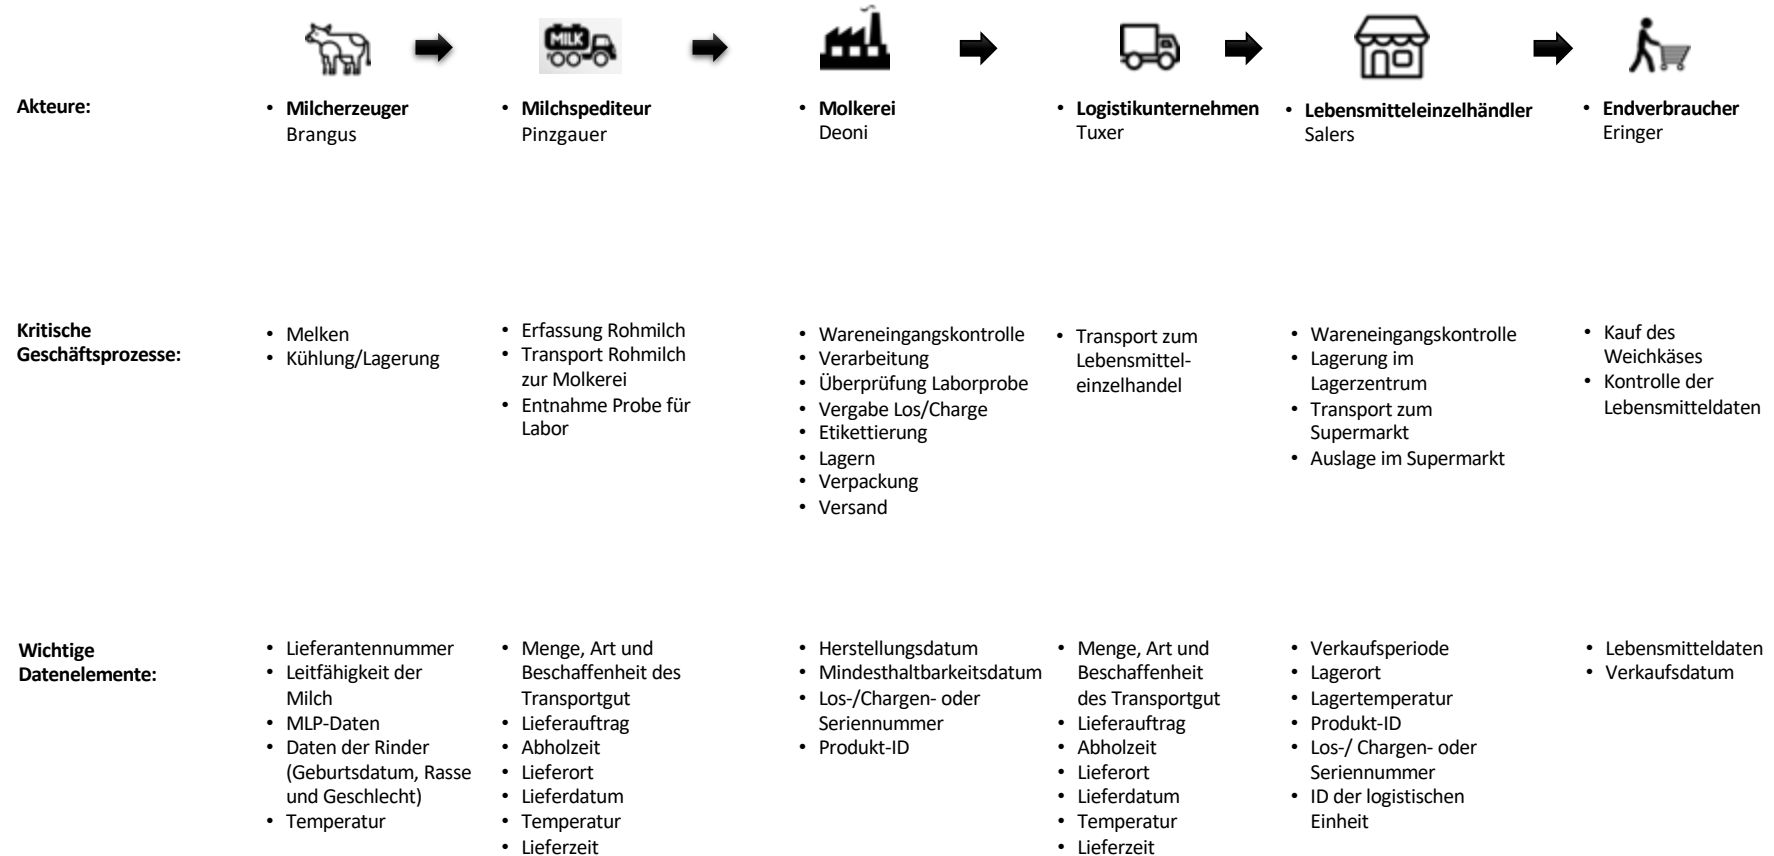 MILK
Akteure:
• Milcherzeuger
Brangus
• Milchspediteur
Pinzgauer
• Molkerei
Deoni
• Logistikunternehmen
Tuxer
• Lebensmitteleinzelhändler
Salers
• Endverbraucher
Eringer
Kritische
Geschäftsprozesse:
• Melken
• Kühlung/Lagerung
• Erfassung Rohmilch
• Transport Rohmilch
zur Molkerei
• Entnahme Probe für
Labor
• Wareneingangskontrolle
• Verarbeitung
• Überprüfung Laborprobe
• Vergabe Los/Charge
• Etikettierung
• Lagern
• Verpackung
• Versand
• Transport zum
Lebensmittel-
einzelhandel
• Wareneingangskontrolle
• Lagerung im
Lagerzentrum
• Transport zum
Supermarkt
• Auslage im Supermarkt
• Kauf des
Weichkäses
• Kontrolle der
Lebensmitteldaten
Wichtige
Datenelemente:
• Lieferantennummer
• Leitfähigkeit der
Milch
• MLP-Daten
• Daten der Rinder
(Geburtsdatum, Rasse
und Geschlecht)
• Temperatur
• Menge, Art und
Beschaffenheit des
Transportgut
• Lieferauftrag
• Abholzeit
• Lieferort
• Lieferdatum
• Temperatur
• Lieferzeit
• Herstellungsdatum
• Mindesthaltbarkeitsdatum
• Los-/Chargen- oder
Seriennummer
• Produkt-ID
• Menge, Art und
Beschaffenheit
des Transportgut
• Lieferauftrag
• Abholzeit
• Lieferort
• Lieferdatum
• Temperatur
• Lieferzeit
• Verkaufsperiode
• Lagerort
• Lagertemperatur
• Produkt-ID
• Los-/ Chargen- oder
Seriennummer
• ID der logistischen
Einheit
• Lebensmitteldaten
• Verkaufsdatum